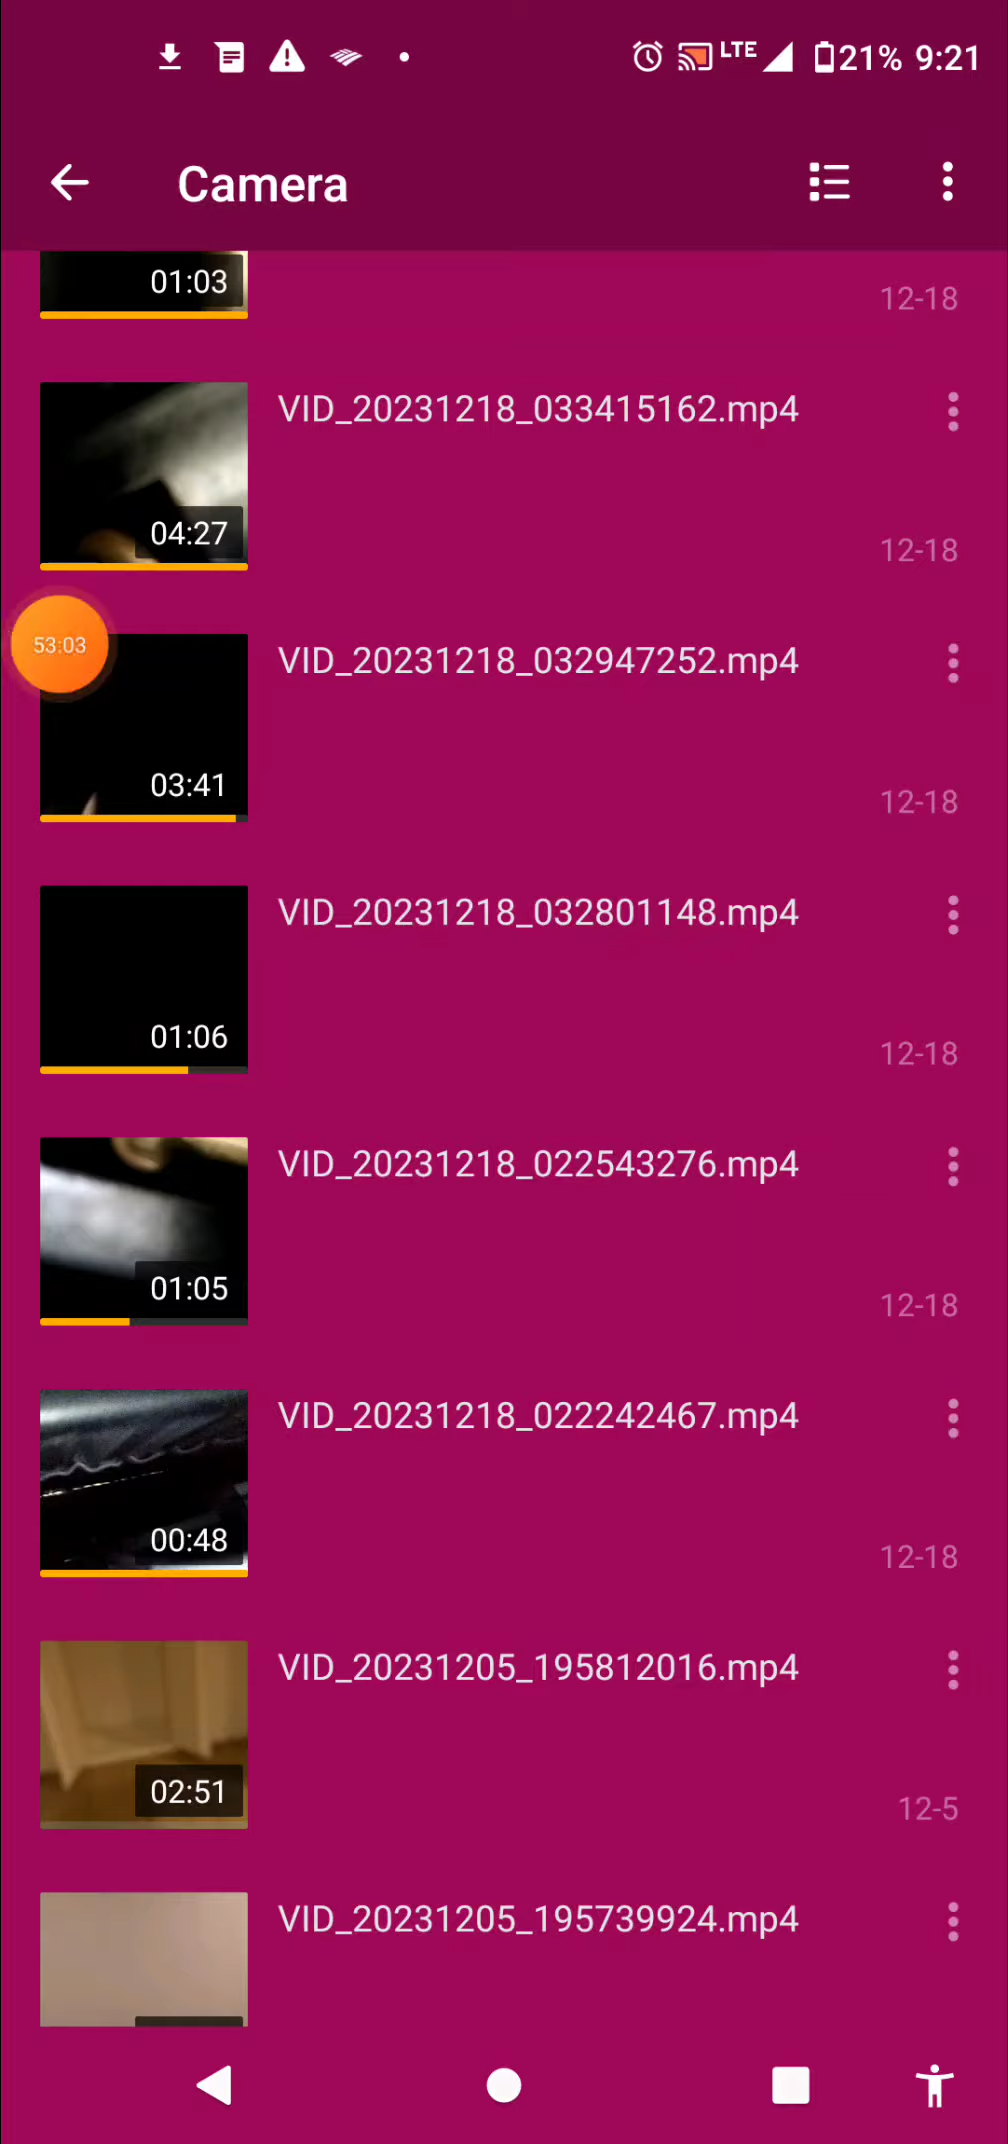 LTE 21% 9:21
Camera
01:03
12-18
VID_20231218_033415162.mp4
04:27
12-18
53:03
VID_20231218_032947252.mp4
03:41
12-18
VID_20231218_032801148.mp4
01:06
12-18
VID_20231218_022543276.mp4
01:05
12-18
VID_20231218_022242467.mp4
00:48
12-18
VID_20231205_195812016.mp4
02:51
12-5
VID_20231205_195739924.mp4